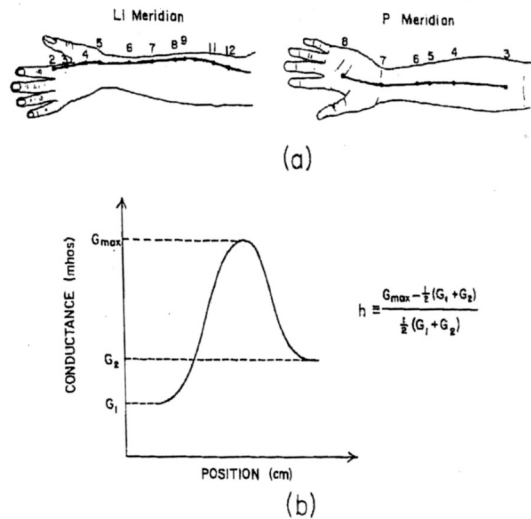 Li Meridian
P Meridian
2 3 4 5 6 7 8 9 11 12
8 7 6 5 4 3
(a)
CONDUCTANCE (mhos)
Gmax
G₂
G₁
POSITION (cm)
h ≡ Gmax – ½ (G₁ + G₂)
½ (G₁ + G₂)
(b)